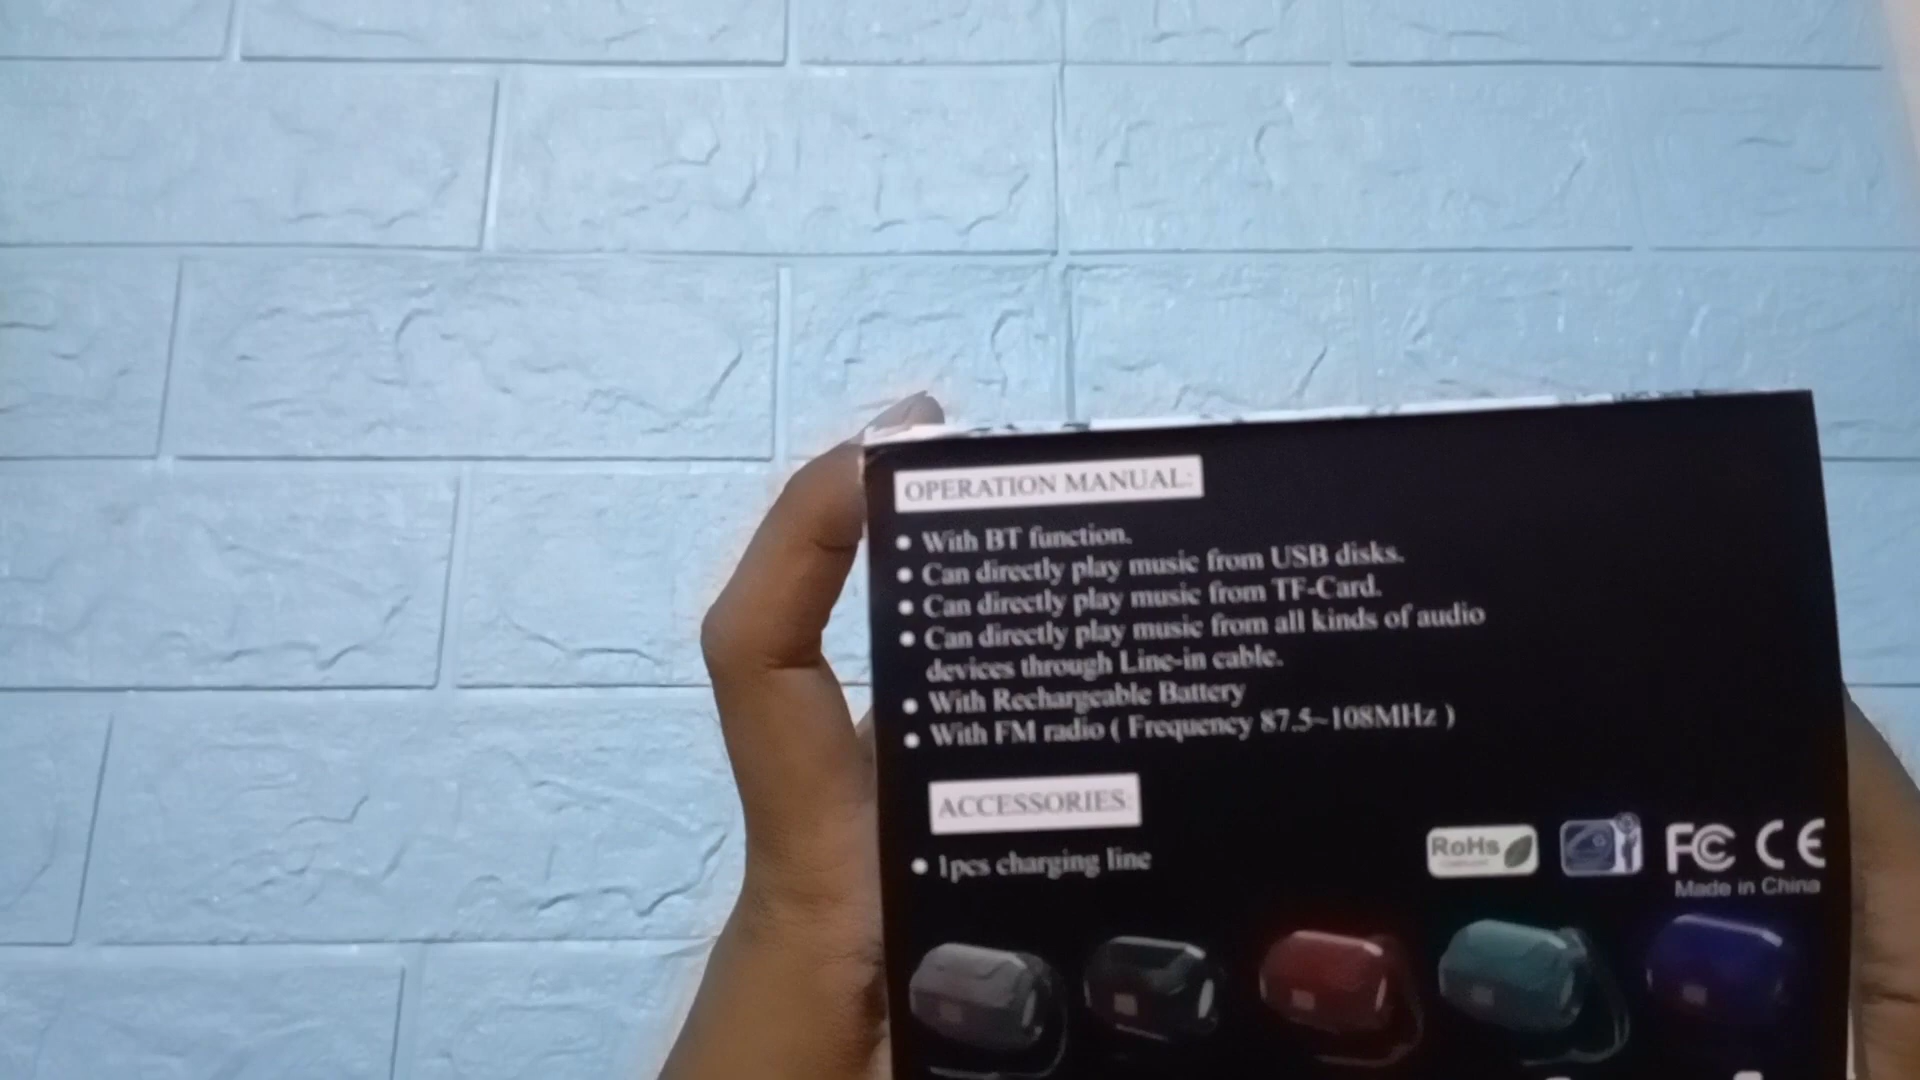 OPERATION MANUAL:
• With BT function.
• Can directly play music from USB disks.
• Can directly play music from TF-Card.
• Can directly play music from all kinds of audio
devices through Line-in cable.
• With Rechargeable Battery
• With FM radio ( Frequency 87.5~108MHz )
ACCESSORIES:
• 1pcs charging line
RoHs
FC CE
Made in China